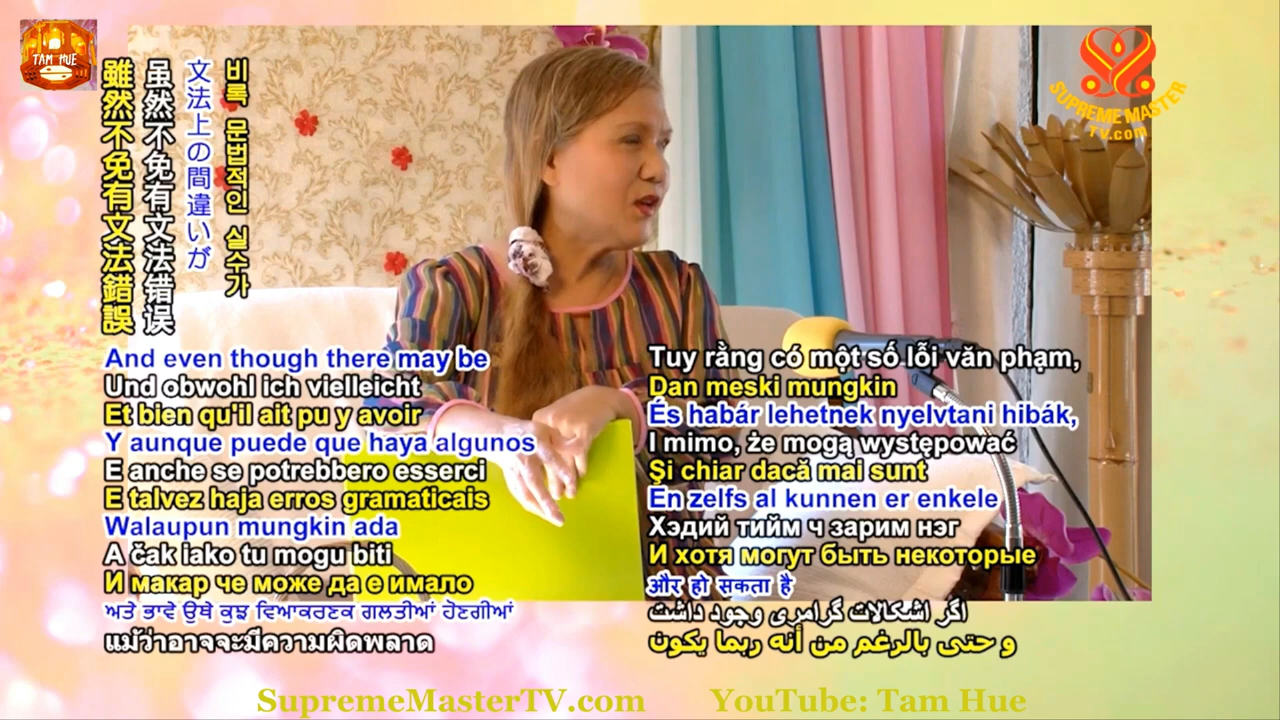 TAM HUE
SUPREME MASTER
TV.com
雖然不免有文法錯誤
虽然不免有文法错误
文法上の間違いが
비록 문법적인 실수가
And even though there may be
Und obwohl ich vielleicht
Et bien qu'il ait pu y avoir
Y aunque puede que haya algunos
E anche se potrebbero esserci
E talvez haja erros gramaticais
Walaupun mungkin ada
A čak iako tu mogu biti
И макар че може да е имало
ਅਤੇ ਭਾਵੇਂ ਉਥੇ ਕੁਝ ਵਿਆਕਰਣਕ ਗਲਤੀਆਂ ਹੋਣਗੀਆਂ
แม้ว่าอาจจะมีความผิดพลาด
Tuy rằng có một số lỗi văn phạm,
Dan meski mungkin
És habár lehetnek nyelvtani hibák,
I mimo, że mogą występować
Şi chiar dacă mai sunt
En zelfs al kunnen er enkele
Хэдий тийм ч зарим нэг
И хотя могут быть некоторые
और हो सकता है
اگر اشکالات گرامری وجود داشت
و حتى بالرغم من أنه ربما يكون
SupremeMasterTV.com YouTube: Tam Hue